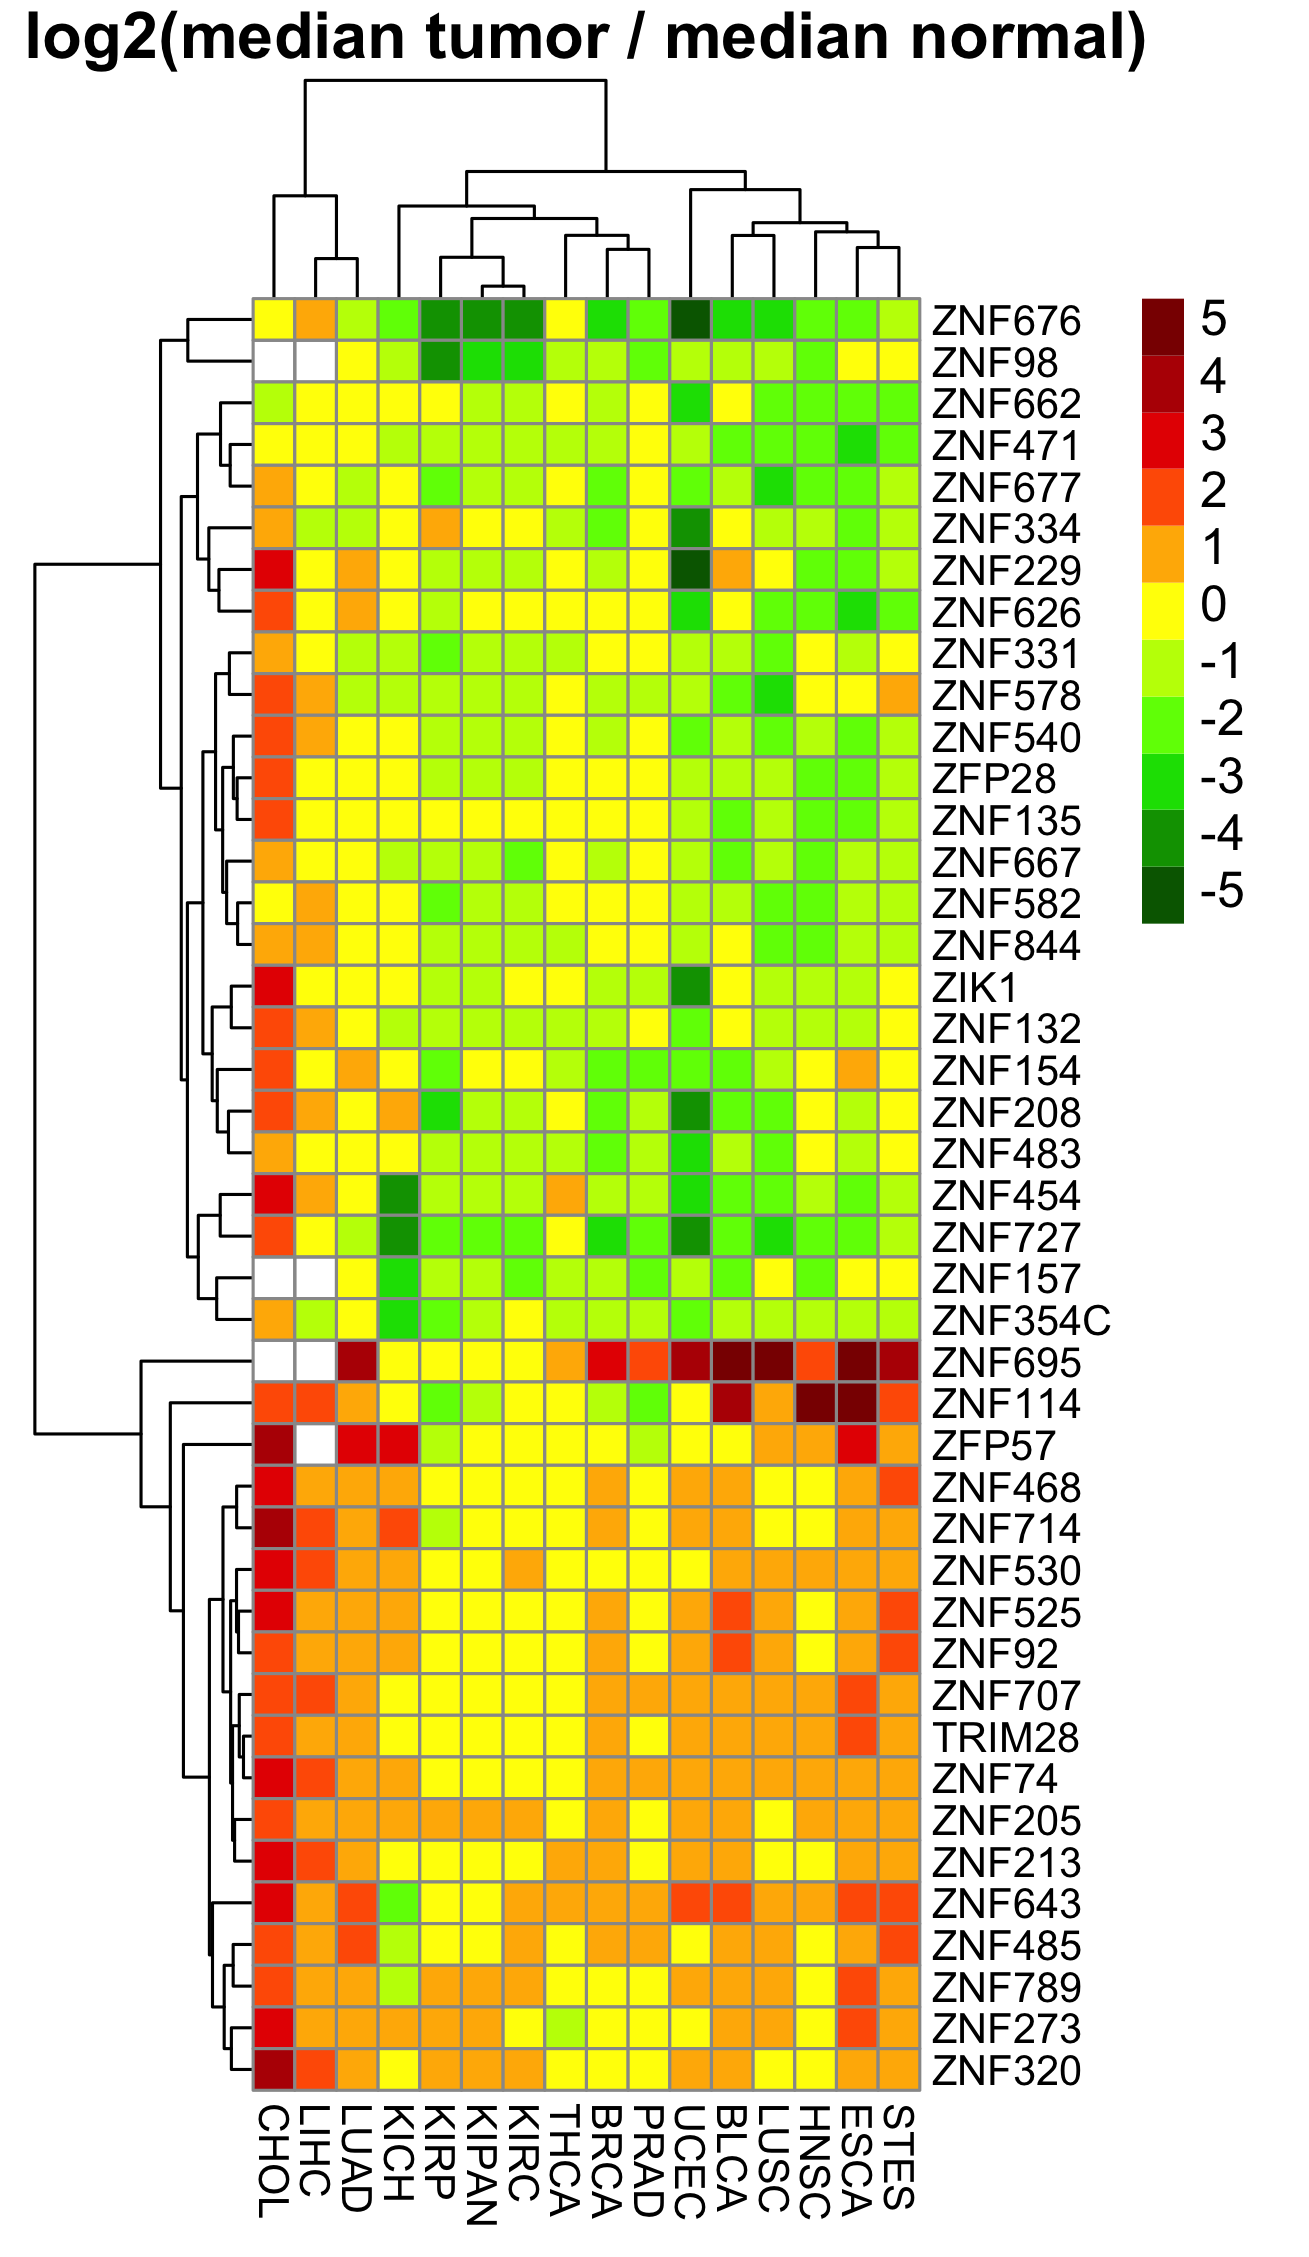 log2(median tumor / median normal)
ZNF676
ZNF98
ZNF662
ZNF471
ZNF677
ZNF334
ZNF229
ZNF626
ZNF331
ZNF578
ZNF540
ZFP28
ZNF135
ZNF667
ZNF582
ZNF844
ZIK1
ZNF132
ZNF154
ZNF208
ZNF483
ZNF454
ZNF727
ZNF157
ZNF354C
ZNF695
ZNF114
ZFP57
ZNF468
ZNF714
ZNF530
ZNF525
ZNF92
ZNF707
TRIM28
ZNF74
ZNF205
ZNF213
ZNF643
ZNF485
ZNF789
ZNF273
ZNF320
5
4
3
2
1
0
-1
-2
-3
-4
-5
CHOL
LIHC
LUAD
KICH
KIRP
KIPAN
KIRC
THCA
BRCA
PRAD
UCEC
BLCA
LUSC
HNSC
ESCA
STES